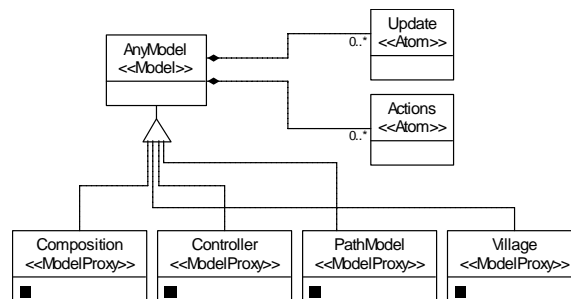 Update
<<Atom>>
0..*
AnyModel
<<Model>>
Actions
<<Atom>>
0..*
Composition
<<ModelProxy>>
Controller
<<ModelProxy>>
PathModel
<<ModelProxy>>
Village
<<ModelProxy>>